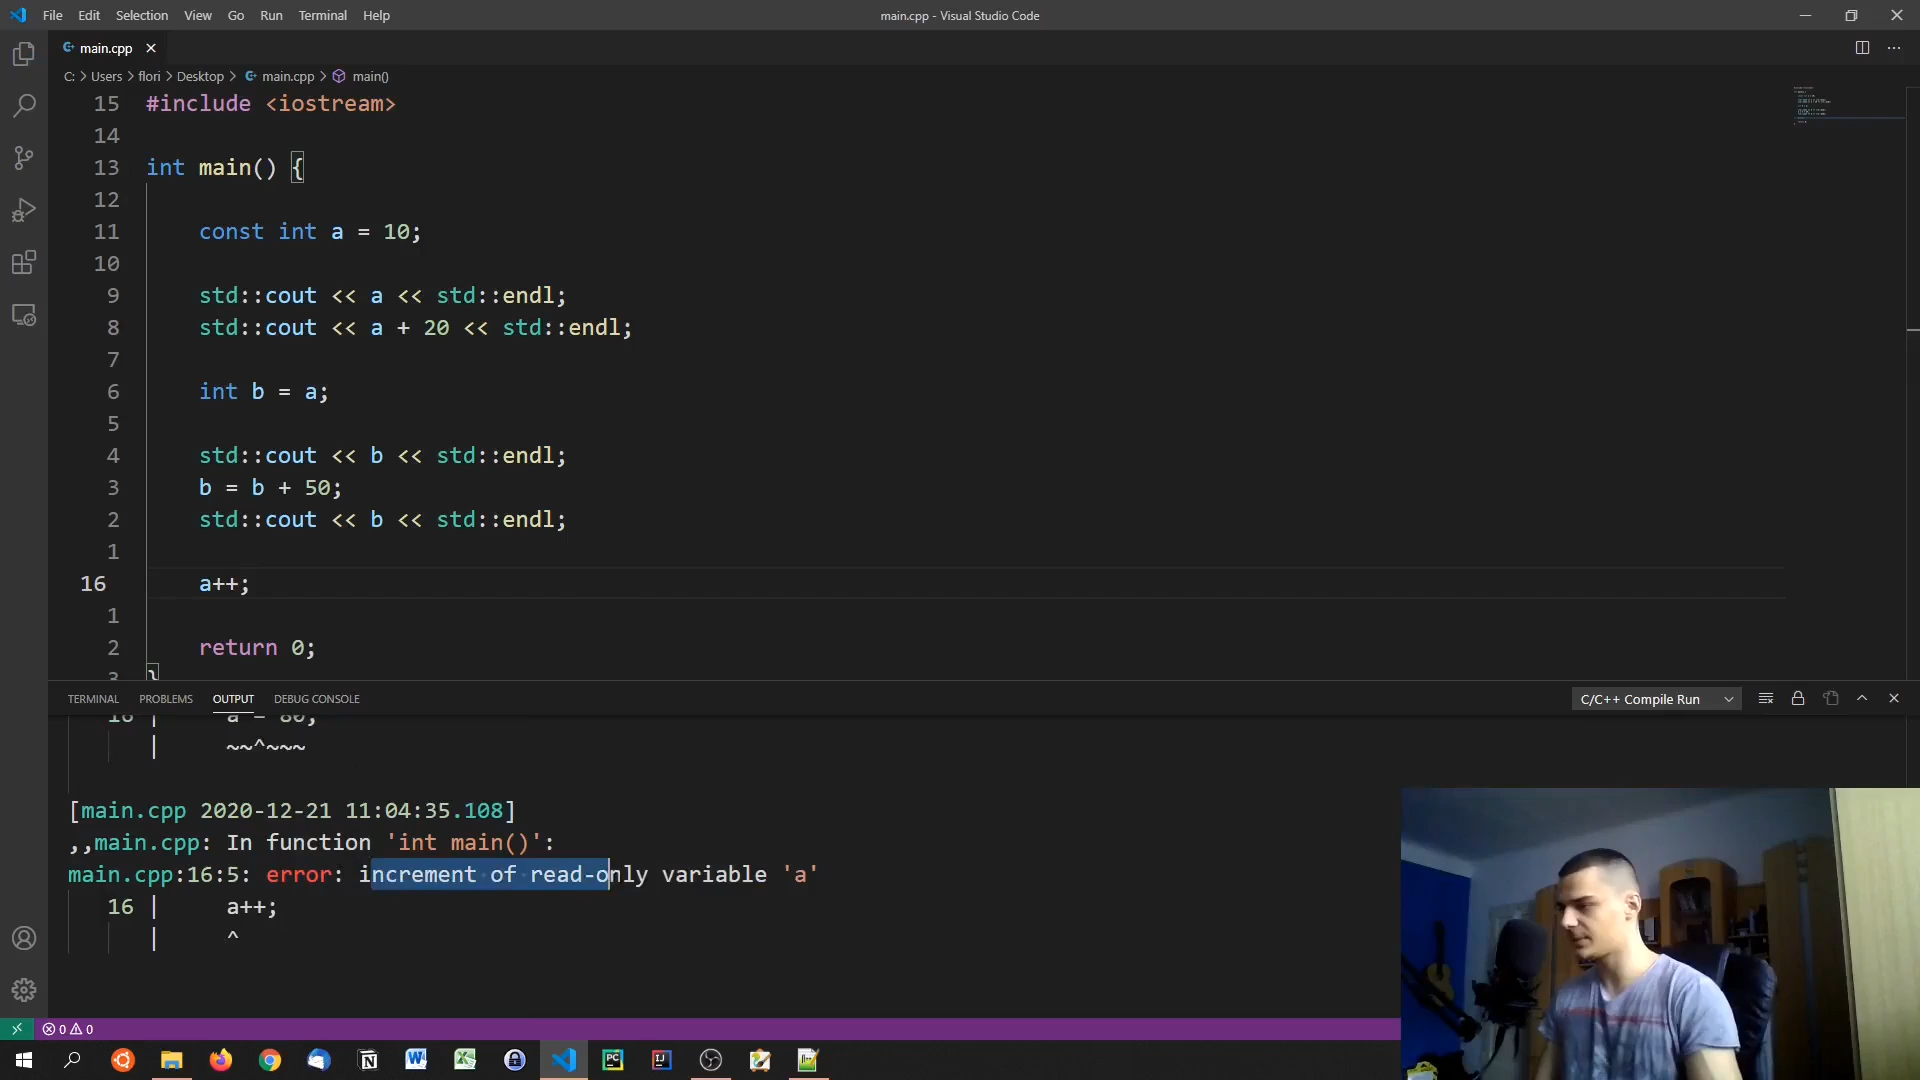 File Edit Selection View Go Run Terminal Help
main.cpp - Visual Studio Code
main.cpp
C: > Users > flori > Desktop > main.cpp > main()
15 #include <iostream>
14
13 int main() {
12
11 const int a = 10;
10
9 std::cout << a << std::endl;
8 std::cout << a + 20 << std::endl;
7
6 int b = a;
5
4 std::cout << b << std::endl;
3 b = b + 50;
2 std::cout << b << std::endl;
1
16 a++;
1
2 return 0;
3 }
TERMINAL PROBLEMS OUTPUT DEBUG CONSOLE
C/C++ Compile Run
16 | a = 80;
| ~~^~~~
[main.cpp 2020-12-21 11:04:35.108]
,,main.cpp: In function 'int main()':
main.cpp:16:5: error: increment of read-only variable 'a'
16 | a++;
| ^
0 0